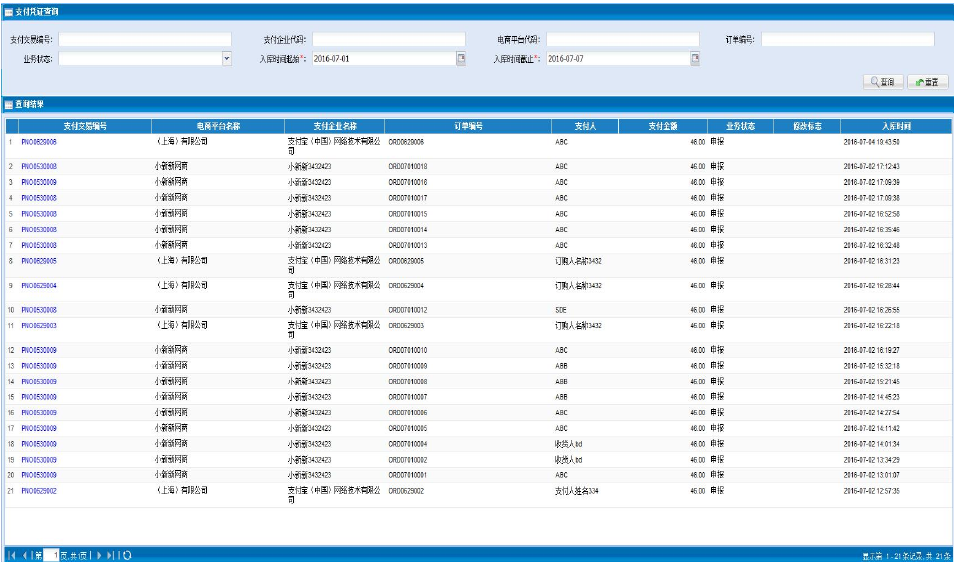 支付凭证查询
支付交易编号: 支付企业代码: 电商平台代码: 订单编号:
业务状态: 入库时间起始*: 2016-07-01 入库时间截止*: 2016-07-07
查询 重置
查询结果
支付交易编号 电商平台名称 支付企业名称 订单编号 支付人 支付金额 业务状态 修改标志 入库时间
1 PNO0629006 （上海）有限公司 支付宝（中国）网络技术有限公 ORD0629006 ABC 46.00 申报 2016-07-04 19:43:50
司
2 PNO0530008 小新新网商 小新新3432423 ORD07010018 ABC 46.00 申报 2016-07-02 17:12:43
3 PNO0530009 小新新网商 小新新3432423 ORD07010016 ABC 46.00 申报 2016-07-02 17:09:39
4 PNO0530008 小新新网商 小新新3432423 ORD07010017 ABC 46.00 申报 2016-07-02 17:09:38
5 PNO0530008 小新新网商 小新新3432423 ORD07010015 ABC 46.00 申报 2016-07-02 16:52:58
6 PNO0530008 小新新网商 小新新3432423 ORD07010014 ABC 46.00 申报 2016-07-02 16:35:46
7 PNO0530008 小新新网商 小新新3432423 ORD07010013 ABC 46.00 申报 2016-07-02 16:32:48
8 PNO0629005 （上海）有限公司 支付宝（中国）网络技术有限公 ORD0629005 订购人名称3432 46.00 申报 2016-07-02 16:31:23
司
9 PNO0629004 （上海）有限公司 支付宝（中国）网络技术有限公 ORD0629004 订购人名称3432 46.00 申报 2016-07-02 16:28:44
司
10 PNO0530008 小新新网商 小新新3432423 ORD07010012 SDE 46.00 申报 2016-07-02 16:26:55
11 PNO0629003 （上海）有限公司 支付宝（中国）网络技术有限公 ORD0629003 订购人名称3432 46.00 申报 2016-07-02 16:22:18
司
12 PNO0530009 小新新网商 小新新3432423 ORD07010010 ABC 46.00 申报 2016-07-02 16:19:27
13 PNO0530009 小新新网商 小新新3432423 ORD07010009 ABB 46.00 申报 2016-07-02 15:32:18
14 PNO0530009 小新新网商 小新新3432423 ORD07010008 ABB 46.00 申报 2016-07-02 15:21:45
15 PNO0530009 小新新网商 小新新3432423 ORD07010007 ABB 46.00 申报 2016-07-02 14:45:23
16 PNO0530009 小新新网商 小新新3432423 ORD07010006 ABC 46.00 申报 2016-07-02 14:27:54
17 PNO0530009 小新新网商 小新新3432423 ORD07010005 ABC 46.00 申报 2016-07-02 14:11:42
18 PNO0530009 小新新网商 小新新3432423 ORD07010004 收货人bd 46.00 申报 2016-07-02 14:01:34
19 PNO0530009 小新新网商 小新新3432423 ORD07010002 收货人bd 46.00 申报 2016-07-02 13:34:29
20 PNO0530009 小新新网商 小新新3432423 ORD07010001 ABC 46.00 申报 2016-07-02 13:01:07
21 PNO0629002 （上海）有限公司 支付宝（中国）网络技术有限公 ORD0629002 支付人姓名334 46.00 申报 2016-07-02 12:57:35
司
第 1 页,共1页 显示第 1 - 21 条记录, 共 21 条